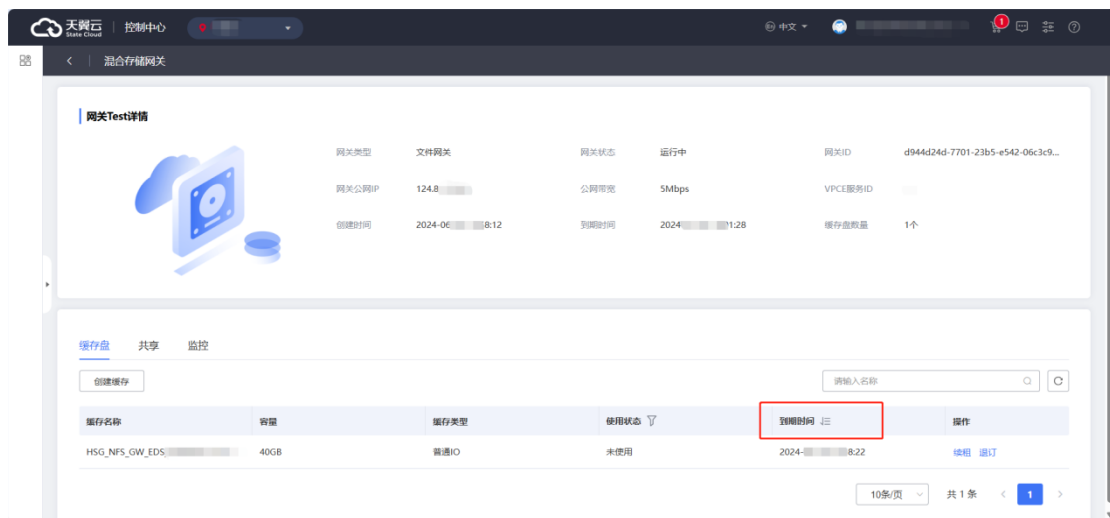 天翼云 State Cloud 控制中心 中文 1
混合存储网关
网关Test详情
网关类型 文件网关 网关状态 运行中 网关ID d944d24d-7701-23b5-e542-06c3c9...
网关公网IP 124.8 公网带宽 5Mbps VPCE服务ID
创建时间 2024-06 8:12 到期时间 2024 1:28 缓存盘数量 1个
缓存盘 共享 监控
创建缓存 请输入名称
缓存名称 容量 缓存类型 使用状态 到期时间 操作
HSG_NFS_GW_EDS 40GB 普通IO 未使用 2024- 8:22 续租 退订
10条/页 共 1 条 1